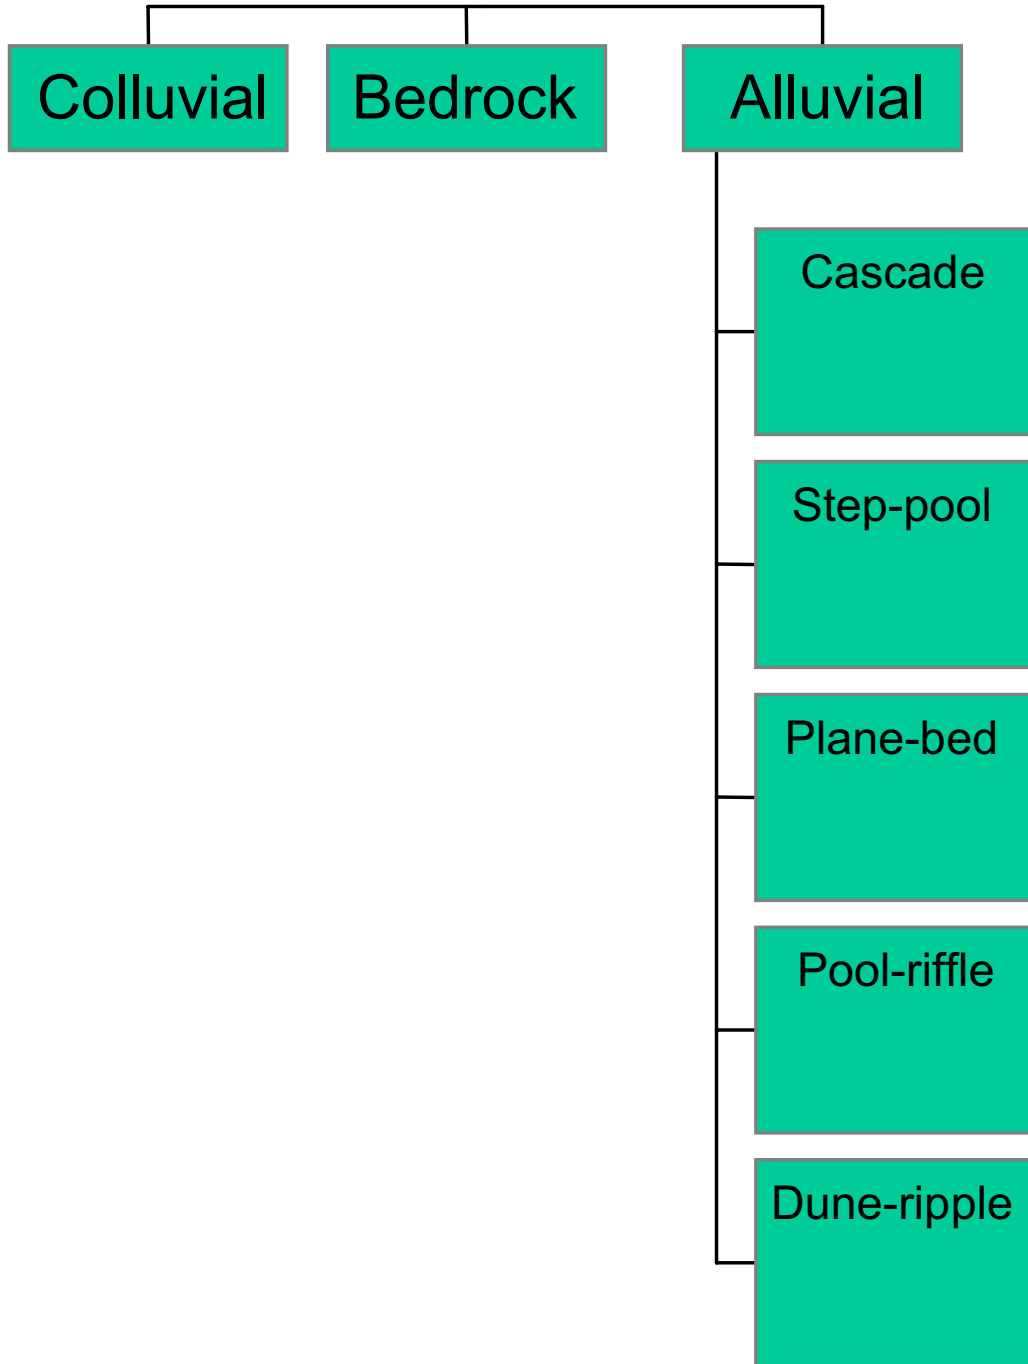 Colluvial
Bedrock
Alluvial
Cascade
Step-pool
Plane-bed
Pool-riffle
Dune-ripple